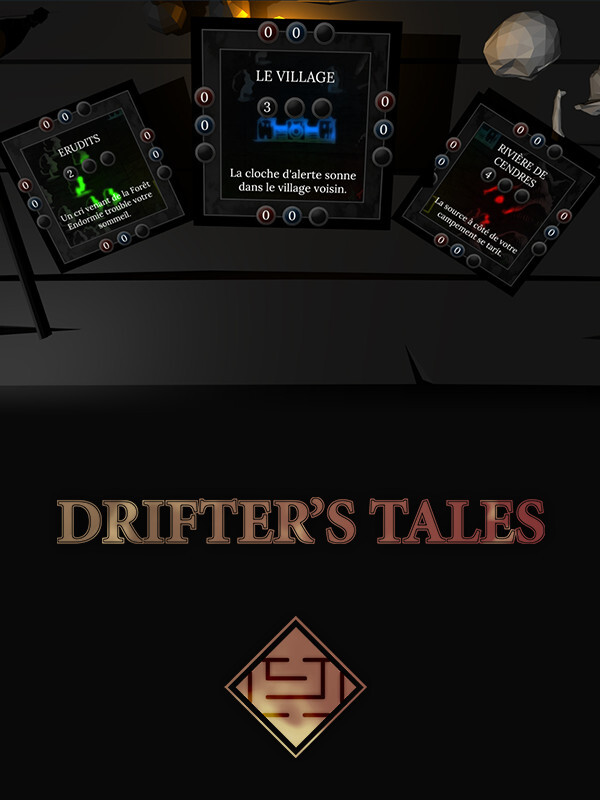 0 0
LE VILLAGE
3
0 0
0 0
La cloche d'alerte sonne
dans le village voisin.
0 0
0 0
ERUDITS
2
0 0
0 0
Un cri venant de la Forêt
Endormie trouble votre
sommeil.
0 0
0 0
RIVIÈRE DE
CENDRES
4
0 0
0 0
La source à côté de votre
campement se tarit.
0 0
DRIFTER'S TALES